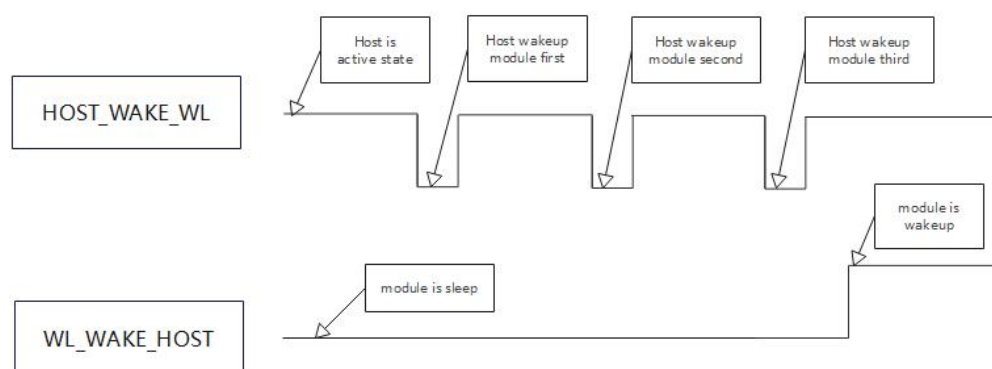 Host is
active state
Host wakeup
module first
Host wakeup
module second
Host wakeup
module third
HOST_WAKE_WL
module is
wakeup
module is sleep
WL_WAKE_HOST